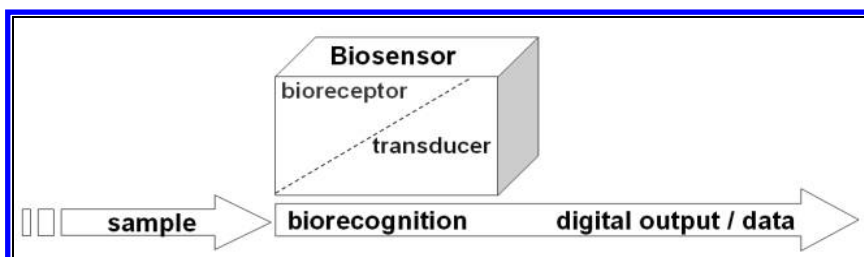 Biosensor
bioreceptor
transducer
sample
biorecognition digital output / data